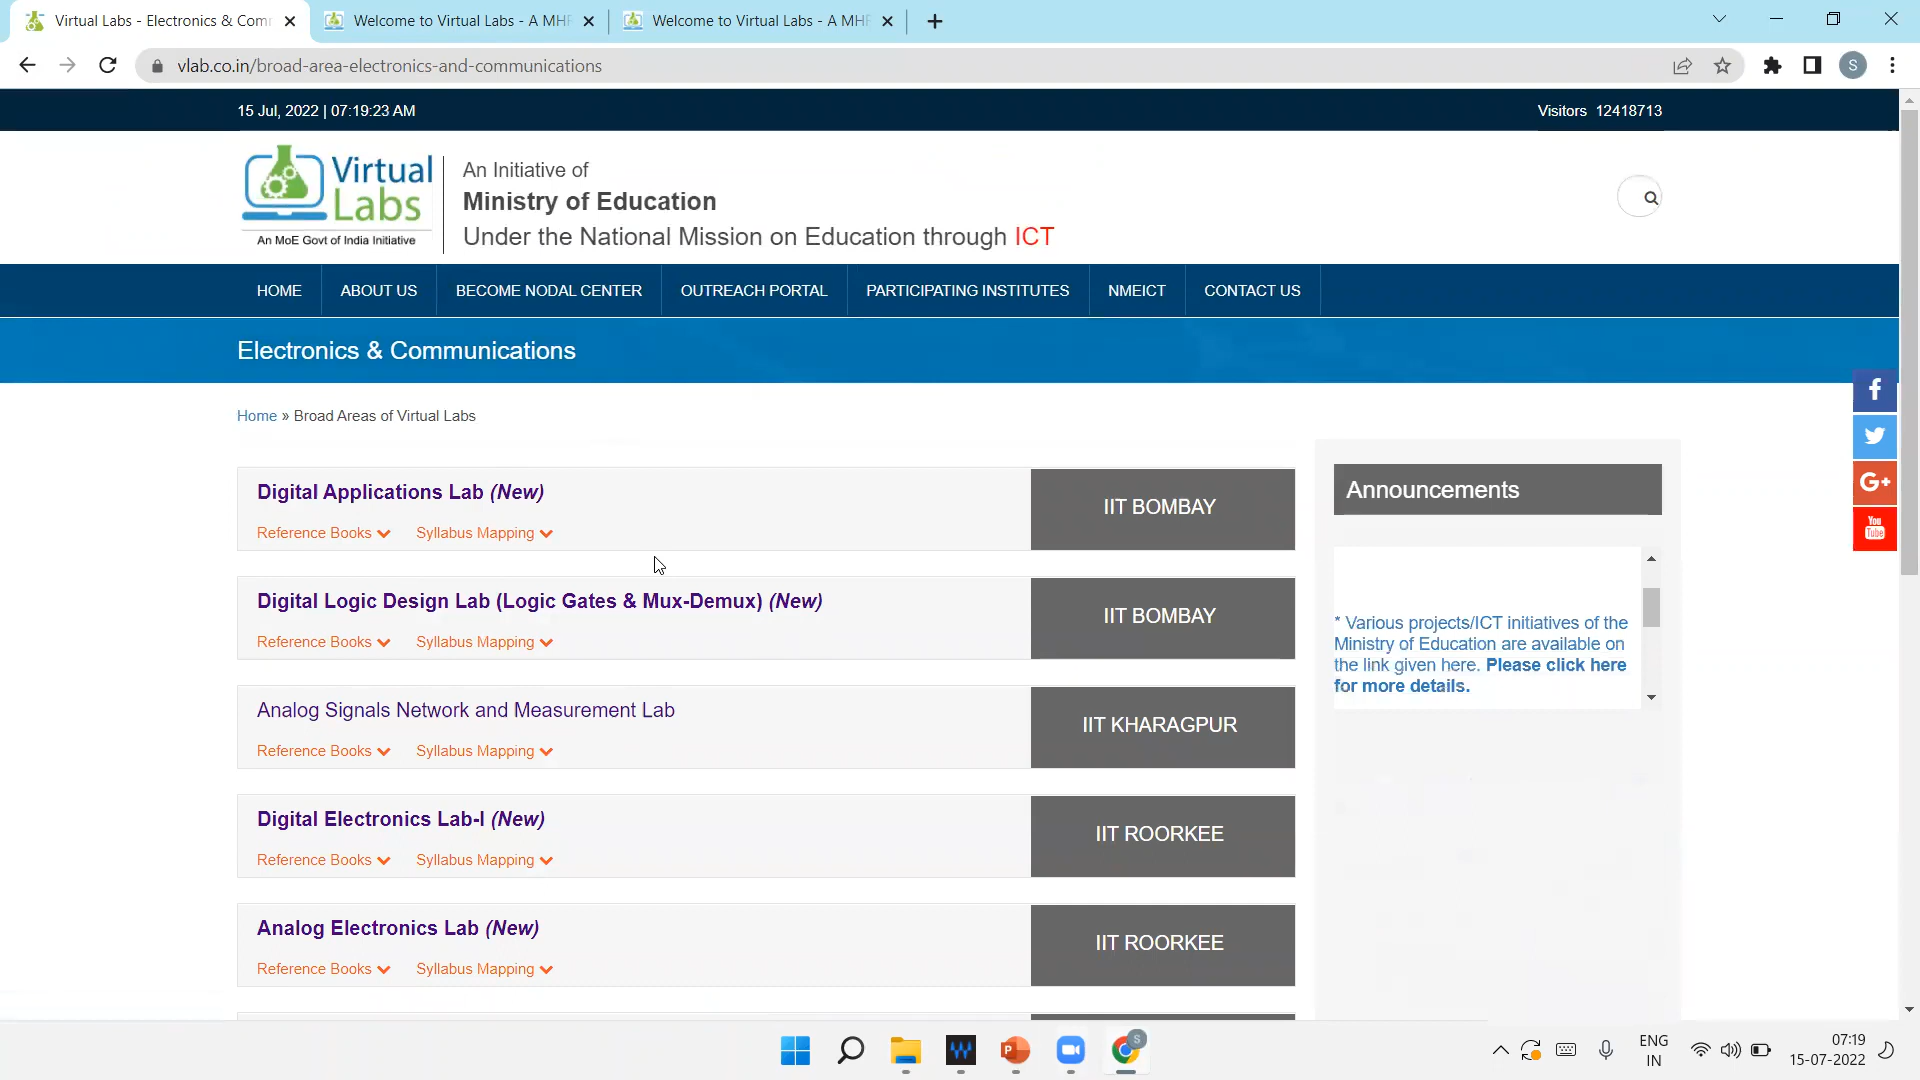 Virtual Labs - Electronics & Com
Welcome to Virtual Labs - A MHR
Welcome to Virtual Labs - A MHR
vlab.co.in/broad-area-electronics-and-communications
S
15 Jul, 2022 | 07:19:23 AM
Visitors 12418713
Virtual
Labs
An MoE Govt of India Initiative
An Initiative of
Ministry of Education
Under the National Mission on Education through ICT
HOME
ABOUT US
BECOME NODAL CENTER
OUTREACH PORTAL
PARTICIPATING INSTITUTES
NMEICT
CONTACT US
Electronics & Communications
Home » Broad Areas of Virtual Labs
Digital Applications Lab (New)
Reference Books
Syllabus Mapping
IIT BOMBAY
Digital Logic Design Lab (Logic Gates & Mux-Demux) (New)
Reference Books
Syllabus Mapping
IIT BOMBAY
Analog Signals Network and Measurement Lab
Reference Books
Syllabus Mapping
IIT KHARAGPUR
Digital Electronics Lab-I (New)
Reference Books
Syllabus Mapping
IIT ROORKEE
Analog Electronics Lab (New)
Reference Books
Syllabus Mapping
IIT ROORKEE
Announcements
* Various projects/ICT initiatives of the
Ministry of Education are available on
the link given here. Please click here
for more details.
f
G+
You
Tube
W
P
S
ENG
IN
07:19
15-07-2022